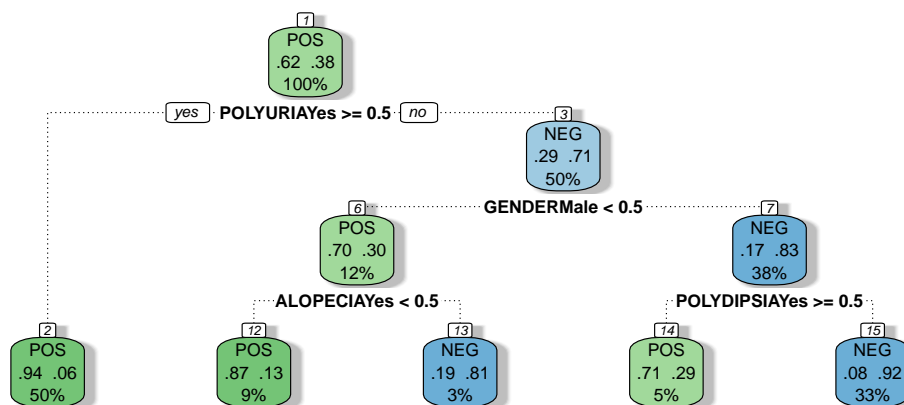 1
POS
.62 .38
100%
yes POLYURIAYes >= 0.5 no
3
NEG
.29 .71
50%
GENDERMale < 0.5
6
POS
.70 .30
12%
7
NEG
.17 .83
38%
ALOPECIAYes < 0.5
POLYDIPSIAYes >= 0.5
2
POS
.94 .06
50%
12
POS
.87 .13
9%
13
NEG
.19 .81
3%
14
POS
.71 .29
5%
15
NEG
.08 .92
33%